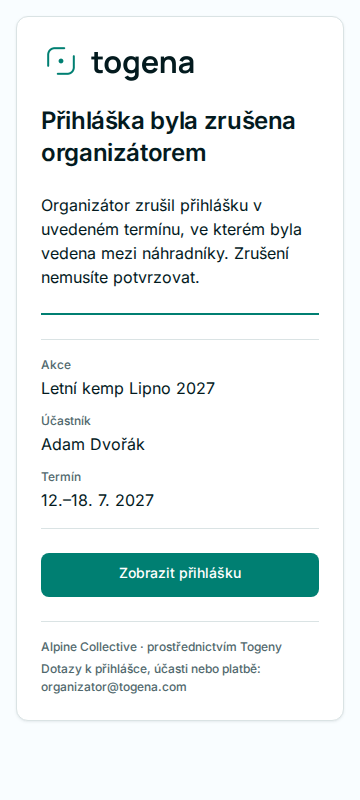 togena
Přihláška byla zrušena
organizátorem
Organizátor zrušil přihlášku v
uvedeném termínu, ve kterém byla
vedena mezi náhradníky. Zrušení
nemusíte potvrzovat.
Akce
Letní kemp Lipno 2027
Účastník
Adam Dvořák
Termín
12.–18. 7. 2027
Zobrazit přihlášku
Alpine Collective · prostřednictvím Togeny
Dotazy k přihlášce, účasti nebo platbě:
organizator@togena.com